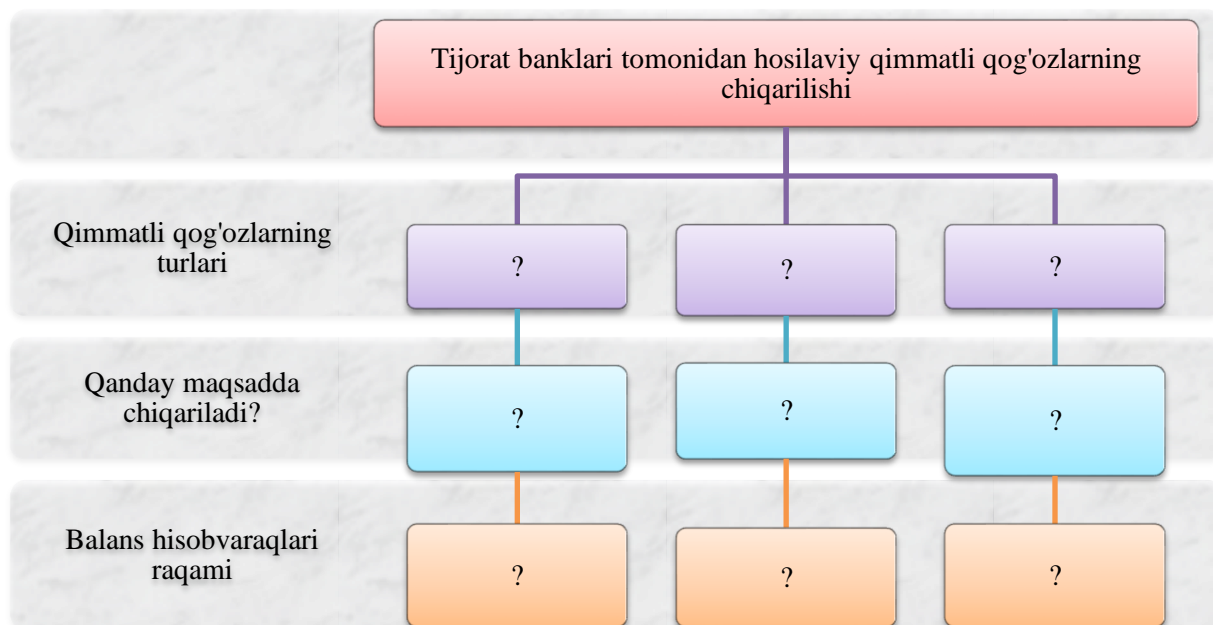 Tijorat banklari tomonidan hosilaviy qimmatli qog'ozlarning
chiqarilishi
Qimmatli qog'ozlarning
turlari
?
?
?
Qanday maqsadda
chiqariladi?
?
?
?
Balans hisobvaraqlari
raqami
?
?
?